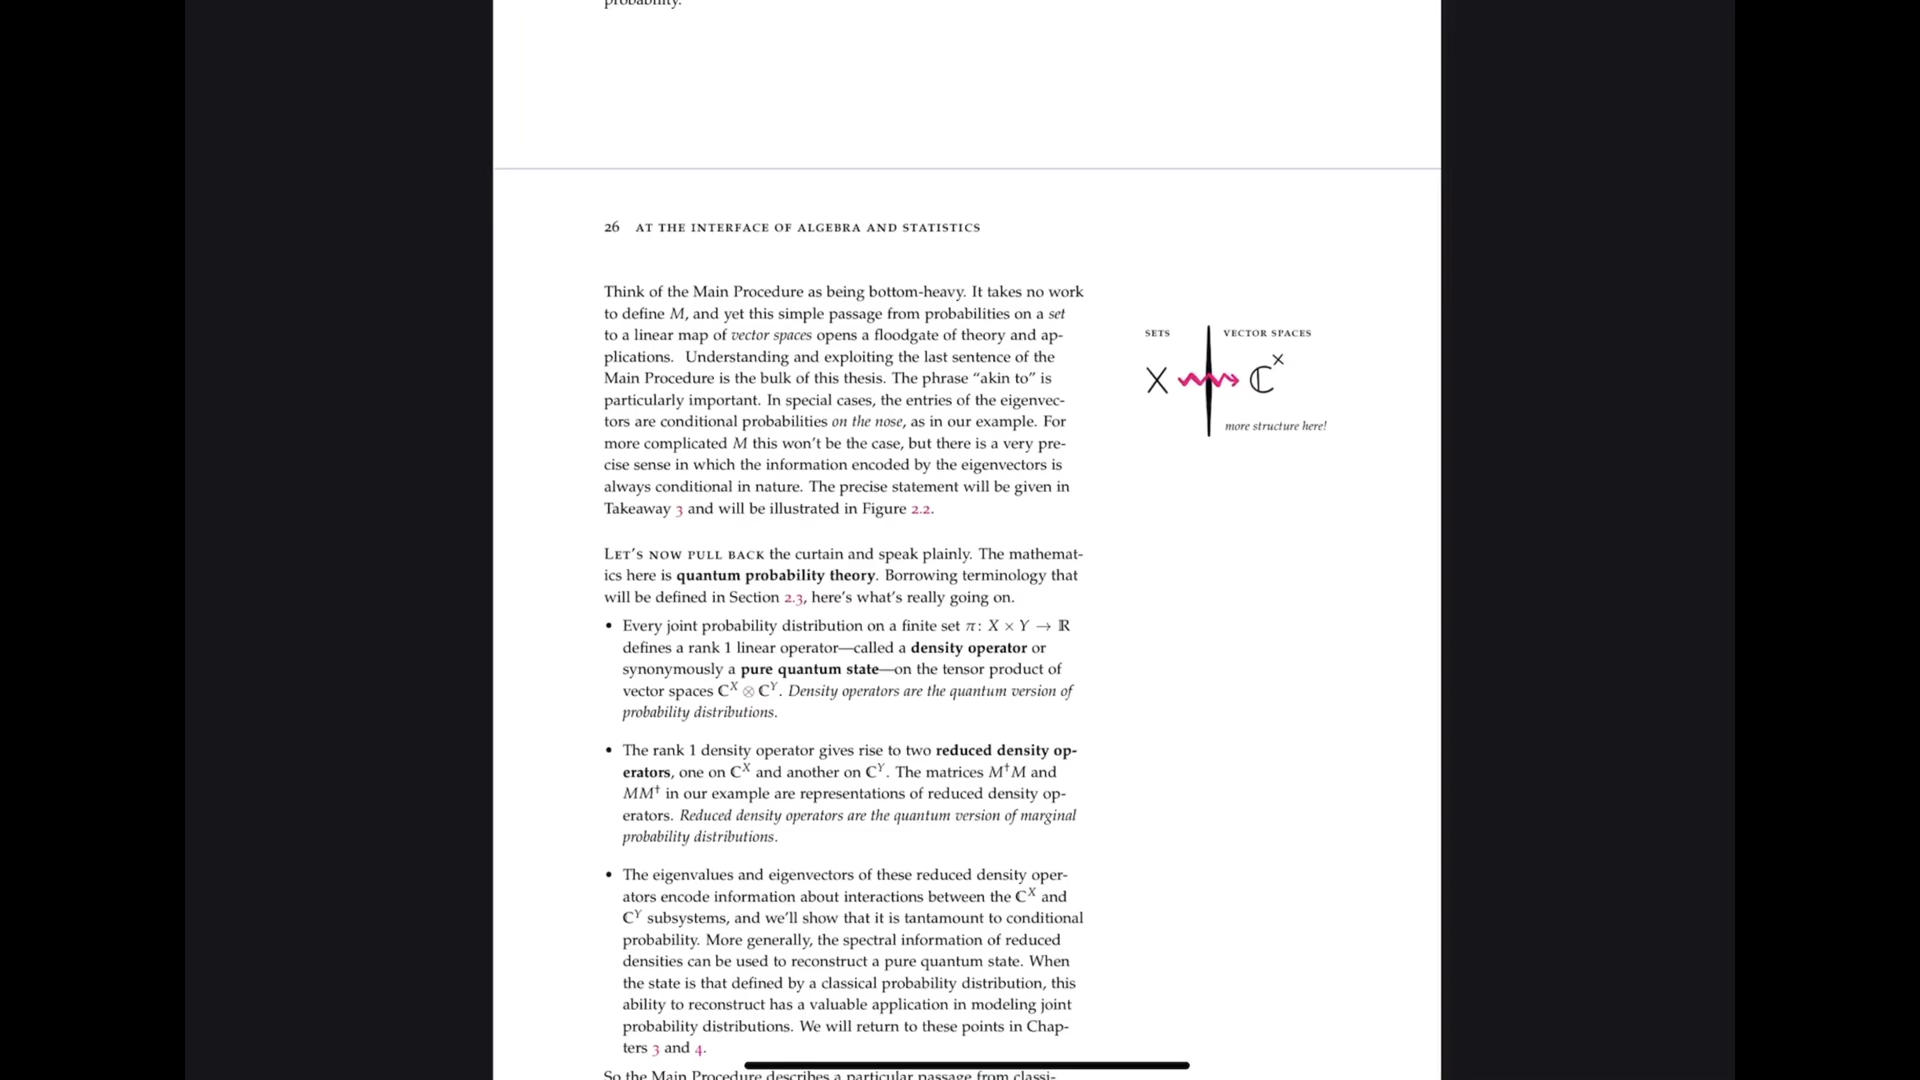 probability.
26 AT THE INTERFACE OF ALGEBRA AND STATISTICS
Think of the Main Procedure as being bottom-heavy. It takes no work
to define M, and yet this simple passage from probabilities on a set
to a linear map of vector spaces opens a floodgate of theory and ap-
plications. Understanding and exploiting the last sentence of the
Main Procedure is the bulk of this thesis. The phrase “akin to” is
particularly important. In special cases, the entries of the eigenvec-
tors are conditional probabilities on the nose, as in our example. For
more complicated M this won’t be the case, but there is a very pre-
cise sense in which the information encoded by the eigenvectors is
always conditional in nature. The precise statement will be given in
Takeaway 3 and will be illustrated in Figure 2.2.
SETS VECTOR SPACES
X ⇝ ℂ^X
more structure here!
LET’S NOW PULL BACK the curtain and speak plainly. The mathemat-
ics here is quantum probability theory. Borrowing terminology that
will be defined in Section 2.3, here’s what’s really going on.
• Every joint probability distribution on a finite set π: X × Y → ℝ
defines a rank 1 linear operator—called a density operator or
synonymously a pure quantum state—on the tensor product of
vector spaces ℂ^X ⊗ ℂ^Y. Density operators are the quantum version of
probability distributions.
• The rank 1 density operator gives rise to two reduced density op-
erators, one on ℂ^X and another on ℂ^Y. The matrices M†M and
MM† in our example are representations of reduced density op-
erators. Reduced density operators are the quantum version of marginal
probability distributions.
• The eigenvalues and eigenvectors of these reduced density oper-
ators encode information about interactions between the ℂ^X and
ℂ^Y subsystems, and we’ll show that it is tantamount to conditional
probability. More generally, the spectral information of reduced
densities can be used to reconstruct a pure quantum state. When
the state is that defined by a classical probability distribution, this
ability to reconstruct has a valuable application in modeling joint
probability distributions. We will return to these points in Chap-
ters 3 and 4.
So the Main Procedure describes a particular passage from classi-